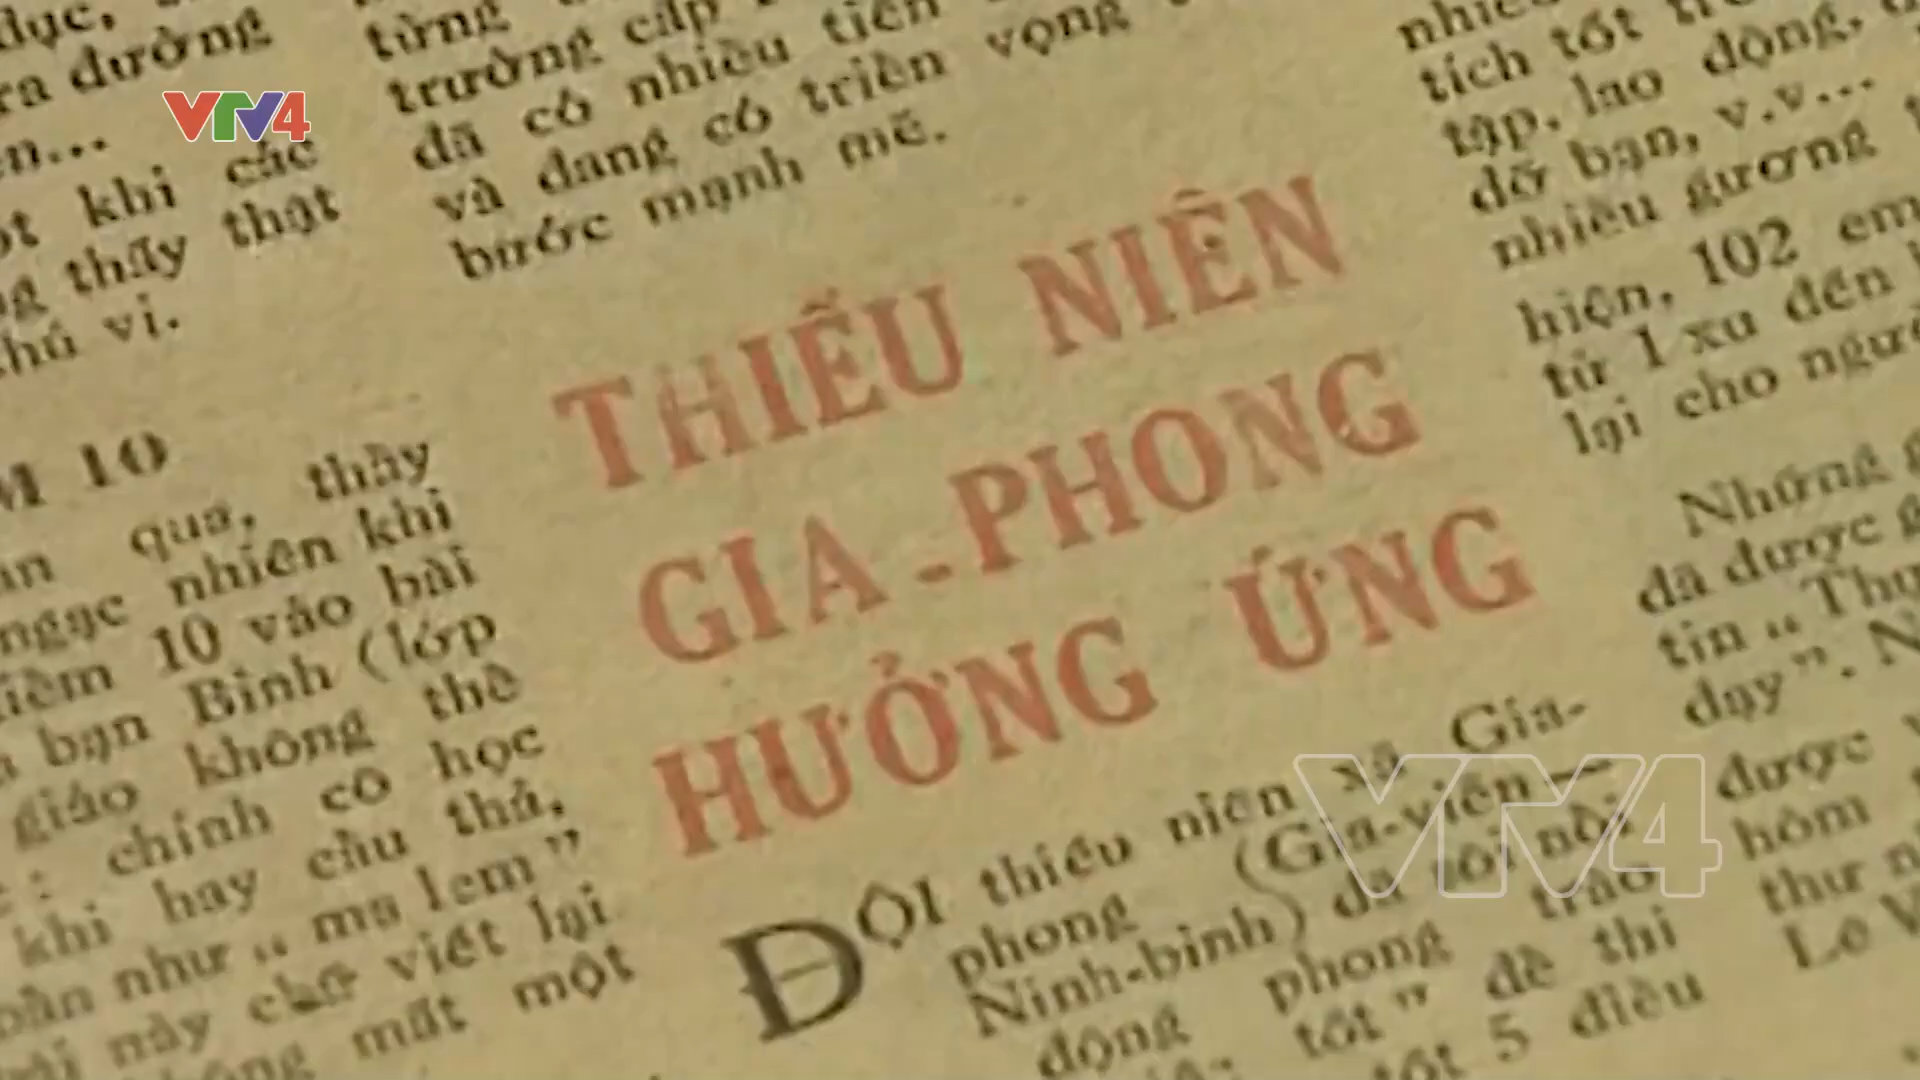 VTV4
dục,
ra đường
khi các
thấy thật
thú vị.
10
qua, thầy
ngạc nhiên khi
10 vào bài
bạn Bình (lớp
giáo không thể
: chính cô học
khi hay cầu thả,
như “ ma lem ”
này chớ viết lại
mất một
từng
trường cấp
đã có nhiều tiến
và đang có triển vọng
bước mạnh mẽ.
THIẾU NIÊN
GIA-PHONG
HƯỞNG ỨNG
Đội thiếu niên xã Gia-
phong (Gia-viễn—
Ninh-bình) đã sôi nổi
động phong trào
tốt ” để thi
tốt 5 điều
tích tốt
tập, lao động,
đỡ bạn, v.v...
nhiều gương
hiện, 102 em
từ 1 xu đến
lại cho người
Những
đã được
tin “ Thư
dạy ”.
được
hôm
thư
Lê
VTV4